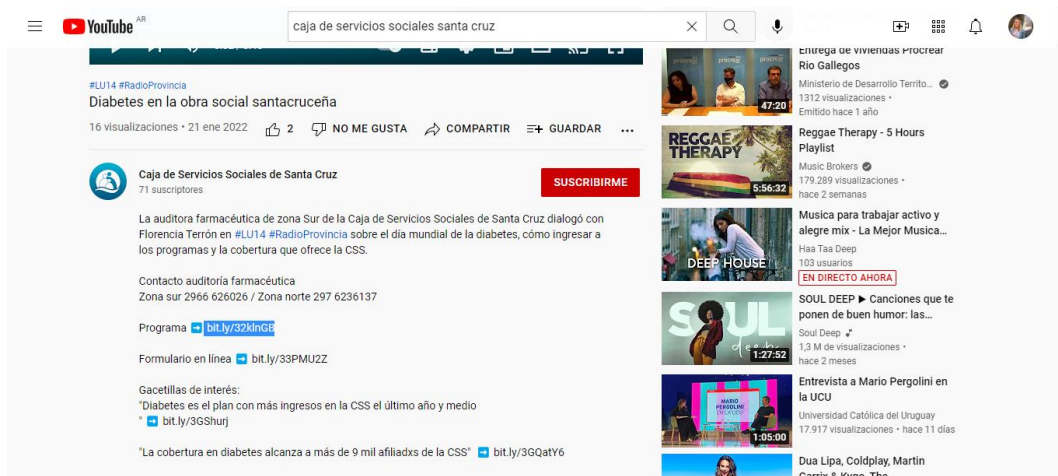 YouTube AR
caja de servicios sociales santa cruz
#LU14 #RadioProvincia
Diabetes en la obra social santacruceña
16 visualizaciones • 21 ene 2022
2
NO ME GUSTA
COMPARTIR
GUARDAR
Caja de Servicios Sociales de Santa Cruz
71 suscriptores
SUSCRIBIRME
La auditora farmacéutica de zona Sur de la Caja de Servicios Sociales de Santa Cruz dialogó con
Florencia Terrón en #LU14 #RadioProvincia sobre el día mundial de la diabetes, cómo ingresar a
los programas y la cobertura que ofrece la CSS.
Contacto auditoría farmacéutica
Zona sur 2966 626026 / Zona norte 297 6236137
Programa ➡ bit.ly/32klnGB
Formulario en línea ➡ bit.ly/33PMU2Z
Gacetillas de interés:
"Diabetes es el plan con más ingresos en la CSS el último año y medio
" ➡ bit.ly/3GShurj
"La cobertura en diabetes alcanza a más de 9 mil afiliadxs de la CSS" ➡ bit.ly/3GQatY6
Entrega de viviendas Procrear
Rio Gallegos
Ministerio de Desarrollo Territo...
1312 visualizaciones •
Emitido hace 1 año
47:20
REGGAE
THERAPY
5:56:32
Reggae Therapy - 5 Hours
Playlist
Music Brokers
179.289 visualizaciones •
hace 2 semanas
DEEP HOUSE
Musica para trabajar activo y
alegre mix - La Mejor Musica...
Haa Taa Deep
103 usuarios
EN DIRECTO AHORA
SOUL
deep
1:27:52
SOUL DEEP ▶ Canciones que te
ponen de buen humor: las...
Soul Deep
1,3 M de visualizaciones •
hace 2 meses
MARIO
PERGOLINI
EN LA UCU
1:05:00
Entrevista a Mario Pergolini en
la UCU
Universidad Católica del Uruguay
17.917 visualizaciones • hace 11 días
Dua Lipa, Coldplay, Martin
Garrix & Kygo, The